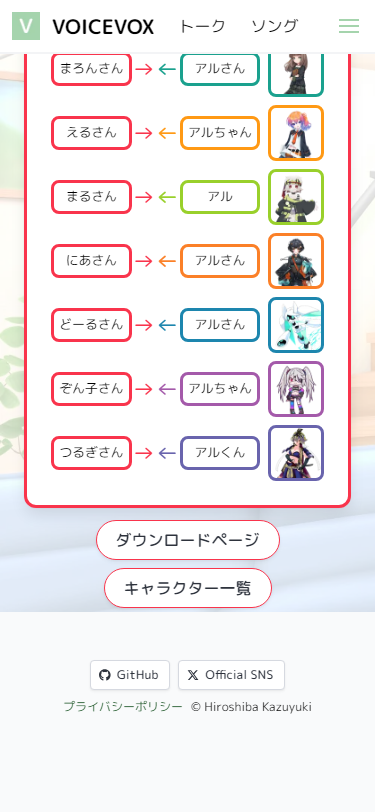 V VOICEVOX トーク ソング
まろんさん アルさん
えるさん アルちゃん
まるさん アル
にあさん アルさん
どーるさん アルさん
ぞん子さん アルちゃん
つるぎさん アルくん
ダウンロードページ
キャラクター一覧
GitHub Official SNS
プライバシーポリシー © Hiroshiba Kazuyuki